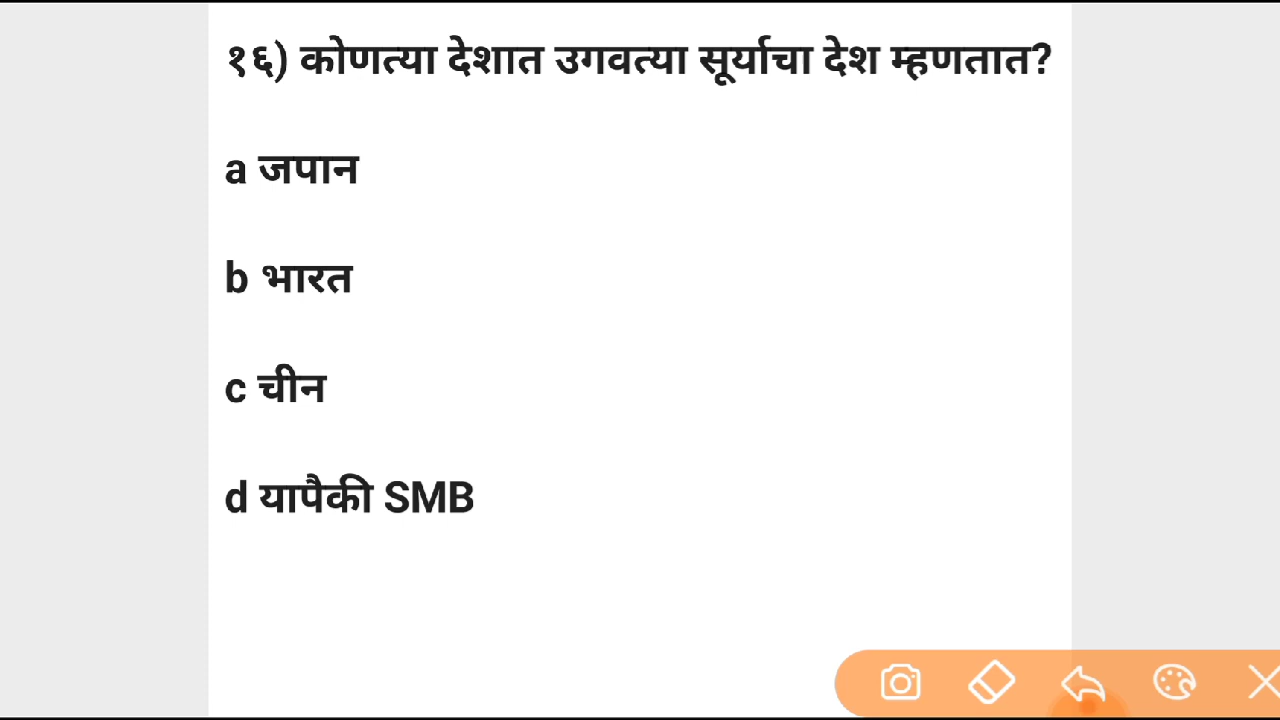 १६) कोणत्या देशात उगवत्या सूर्याचा देश म्हणतात?
a जपान
b भारत
c चीन
d यापैकी SMB